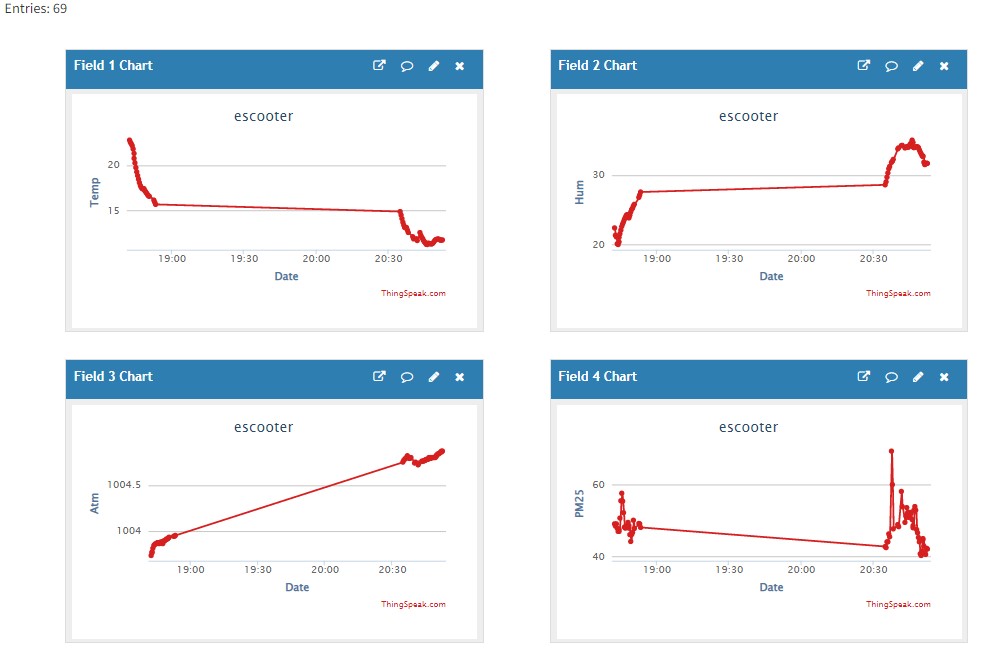 Entries: 69
Field 1 Chart
escooter
Temp
20
15
19:00 19:30 20:00 20:30
Date
ThingSpeak.com
Field 2 Chart
escooter
Hum
30
20
19:00 19:30 20:00 20:30
Date
ThingSpeak.com
Field 3 Chart
escooter
Atm
1004.5
1004
19:00 19:30 20:00 20:30
Date
ThingSpeak.com
Field 4 Chart
escooter
PM25
60
40
19:00 19:30 20:00 20:30
Date
ThingSpeak.com